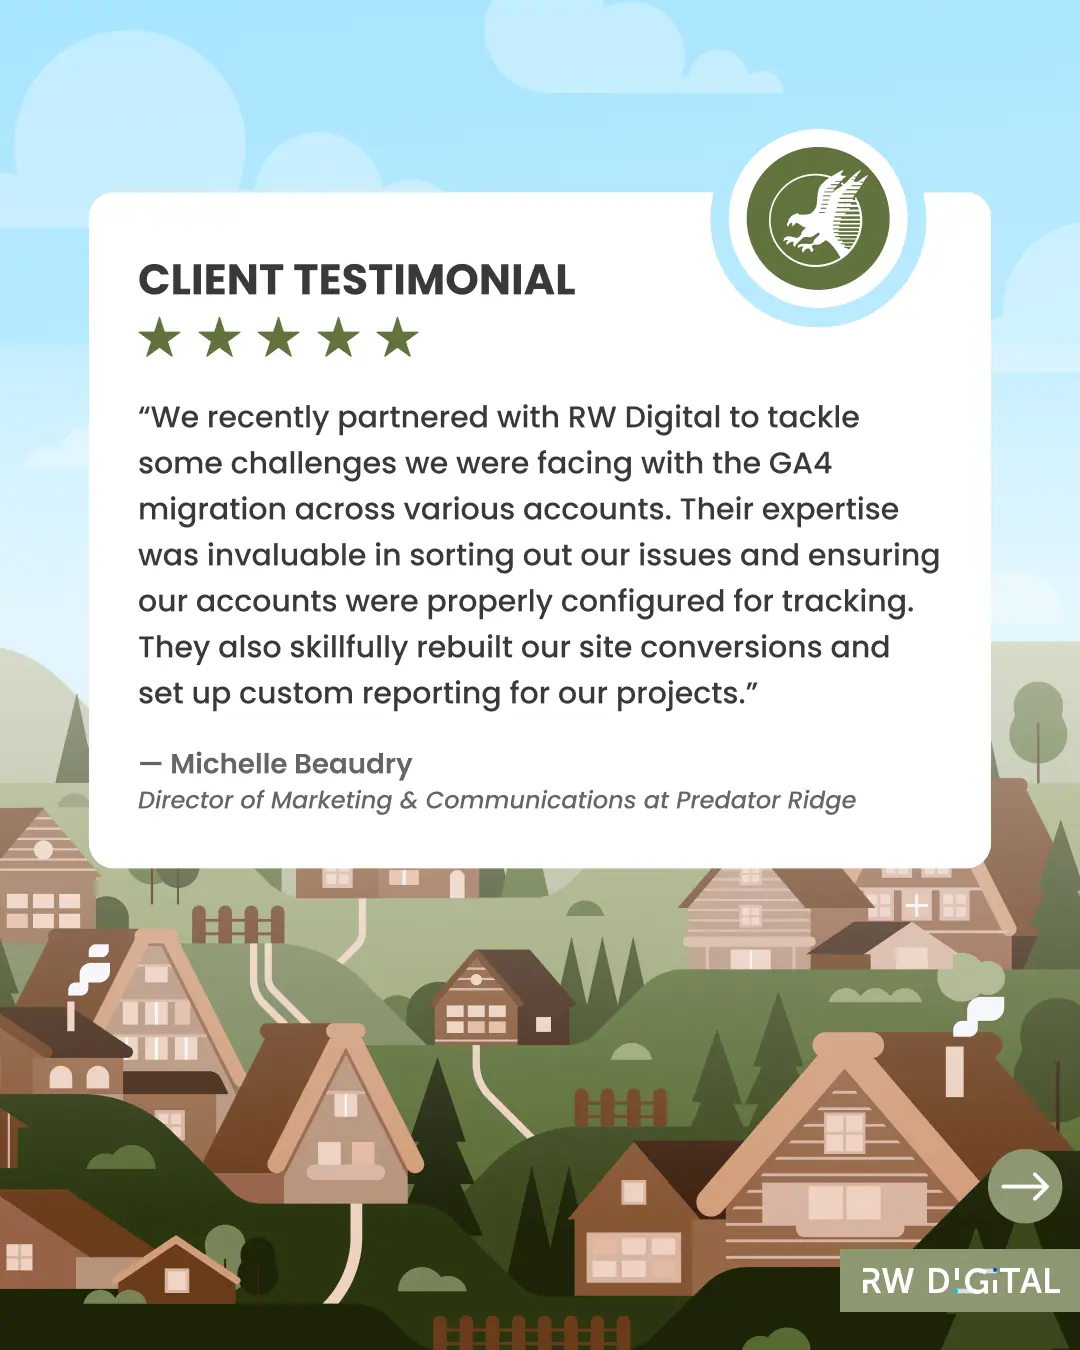 CLIENT TESTIMONIAL
“We recently partnered with RW Digital to tackle
some challenges we were facing with the GA4
migration across various accounts. Their expertise
was invaluable in sorting out our issues and ensuring
our accounts were properly configured for tracking.
They also skillfully rebuilt our site conversions and
set up custom reporting for our projects.”
— Michelle Beaudry
Director of Marketing & Communications at Predator Ridge
RW DIGITAL